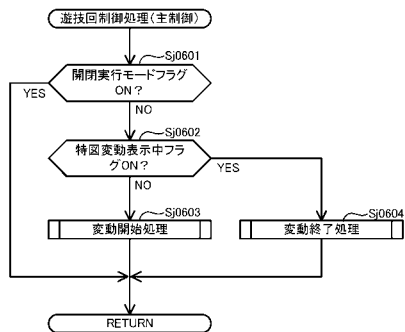 遊技回制御処理(主制御)
Sj0601
開閉実行モードフラグ
ON?
YES
NO
Sj0602
特図変動表示中フラ
グON?
YES
NO
Sj0603
変動開始処理
Sj0604
変動終了処理
RETURN